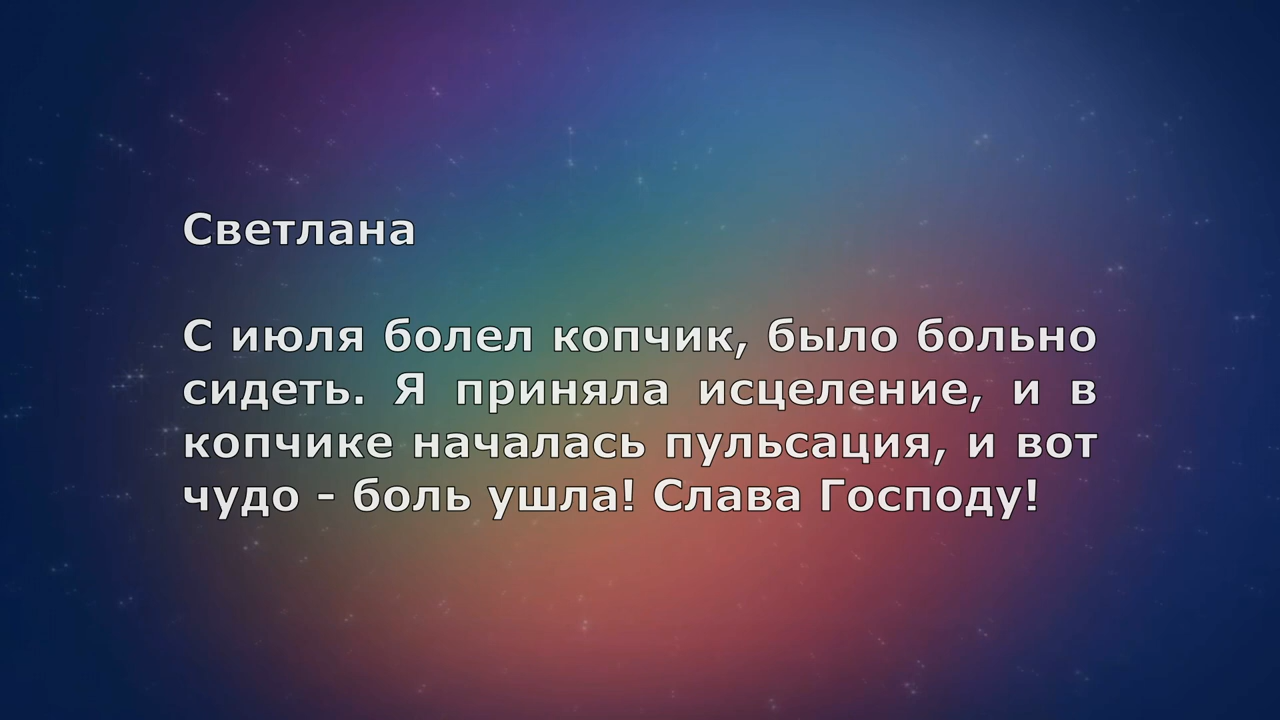 Светлана
С июля болел копчик, было больно
сидеть. Я приняла исцеление, и в
копчике началась пульсация, и вот
чудо - боль ушла! Слава Господу!